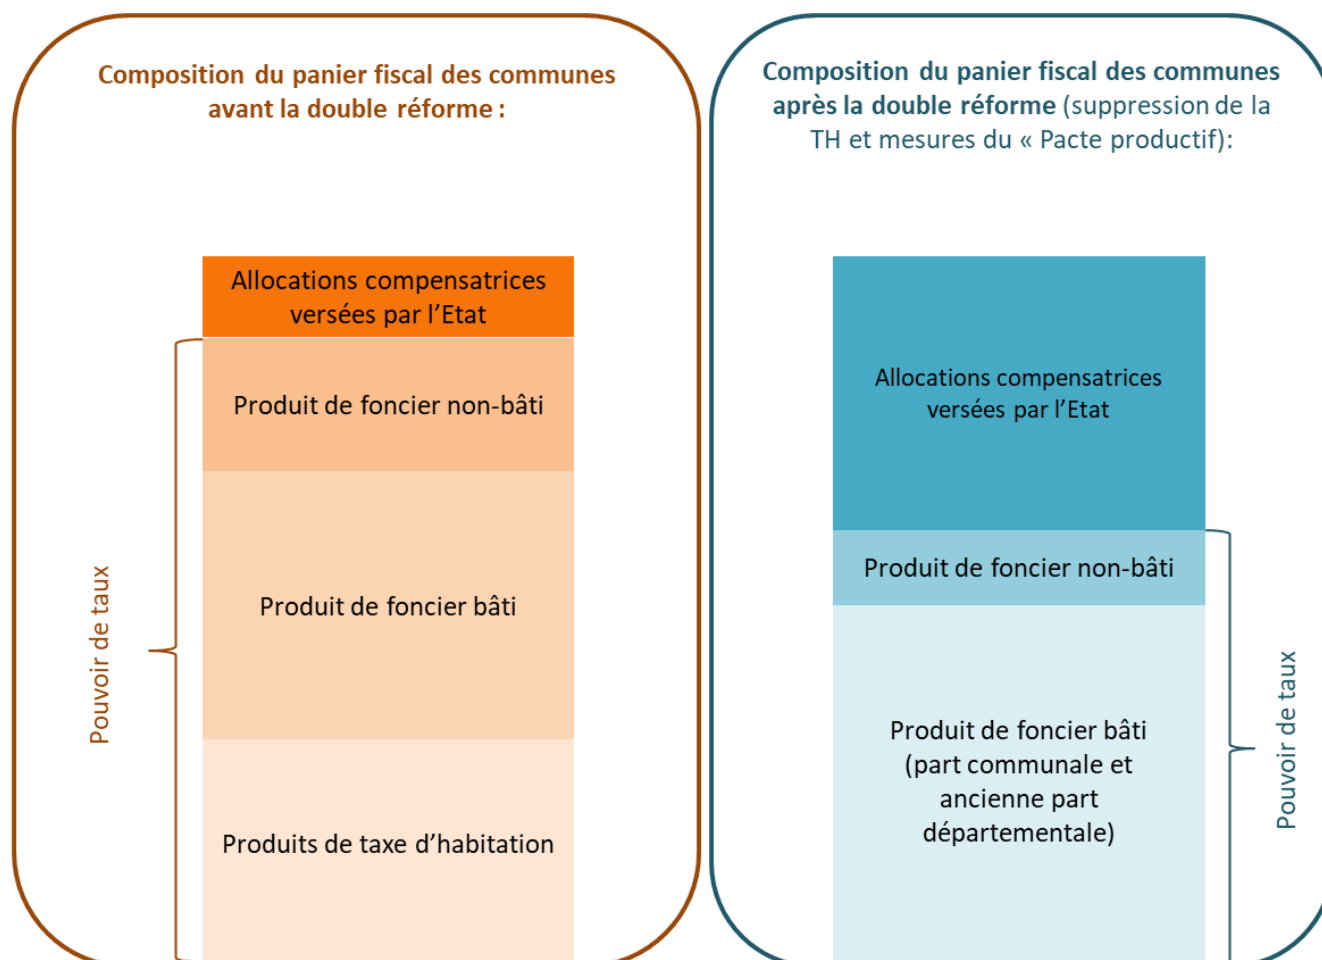 Composition du panier fiscal des communes
avant la double réforme :
Allocations compensatrices
versées par l’Etat
Produit de foncier non-bâti
Produit de foncier bâti
Produits de taxe d’habitation
Pouvoir de taux
Composition du panier fiscal des communes
après la double réforme (suppression de la
TH et mesures du « Pacte productif):
Allocations compensatrices
versées par l’Etat
Produit de foncier non-bâti
Produit de foncier bâti
(part communale et
ancienne part
départementale)
Pouvoir de taux